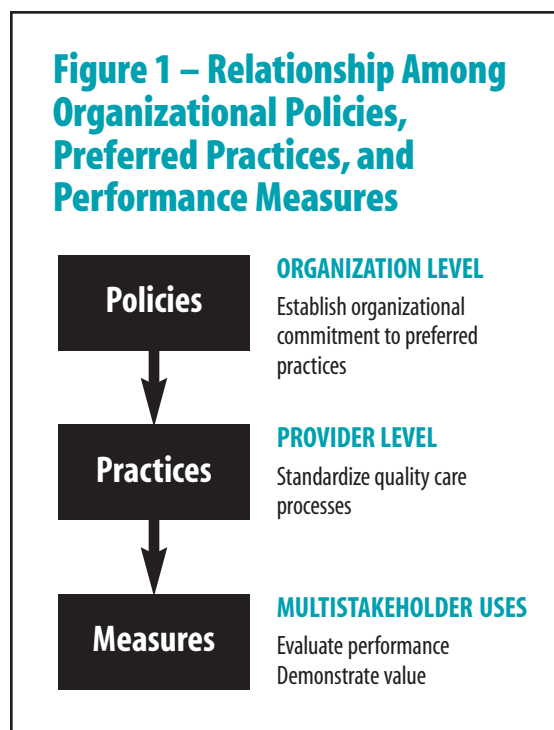 Figure 1 – Relationship Among
Organizational Policies,
Preferred Practices, and
Performance Measures
Policies
ORGANIZATION LEVEL
Establish organizational
commitment to preferred
practices
Practices
PROVIDER LEVEL
Standardize quality care
processes
Measures
MULTISTAKEHOLDER USES
Evaluate performance
Demonstrate value